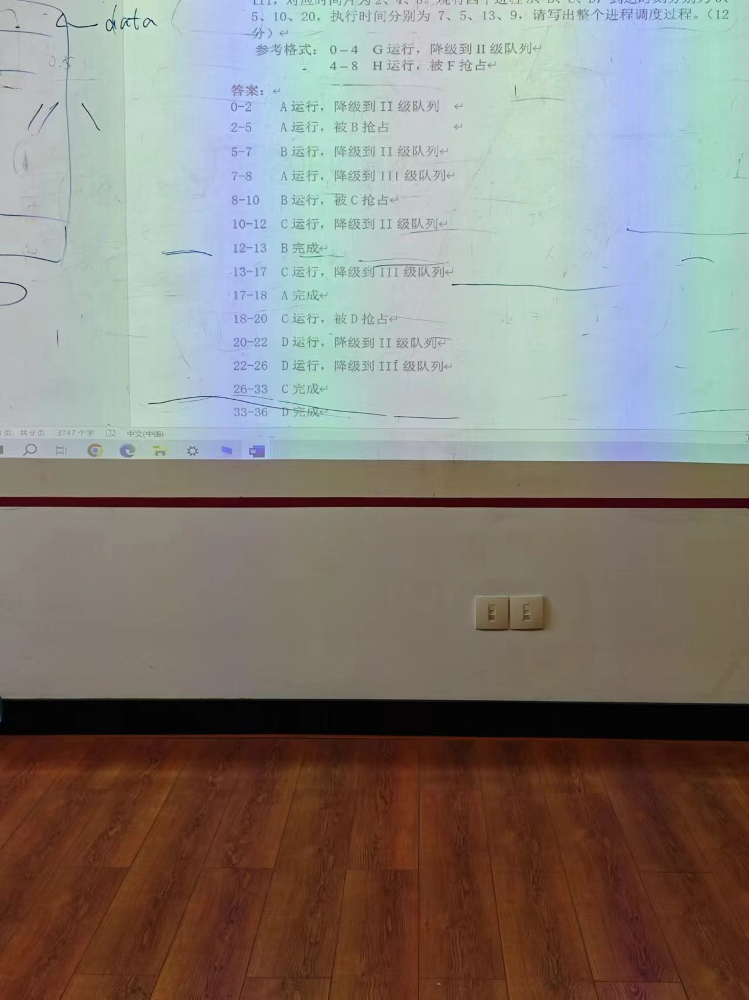 III, 对应时间片为 2、4、8。现有四个进程 A、B、C、D, 到达时刻分别为 0、
data
5、10、20, 执行时间分别为 7、5、13、9, 请写出整个进程调度过程。(12
分)
参考格式: 0 – 4 G 运行, 降级到 II 级队列
0.5
4 – 8 H 运行, 被 F 抢占
答案:
0-2 A 运行, 降级到 II 级队列
2-5 A 运行, 被 B 抢占
5-7 B 运行, 降级到 II 级队列
7-8 A 运行, 降级到 III 级队列
8-10 B 运行, 被 C 抢占
10-12 C 运行, 降级到 II 级队列
12-13 B 完成
13-17 C 运行, 降级到 III 级队列
17-18 A 完成
18-20 C 运行, 被 D 抢占
20-22 D 运行, 降级到 II 级队列
22-26 D 运行, 降级到 III 级队列
26-33 C 完成
33-36 D 完成
页, 共 9 页 3747 个字 中文(中国)